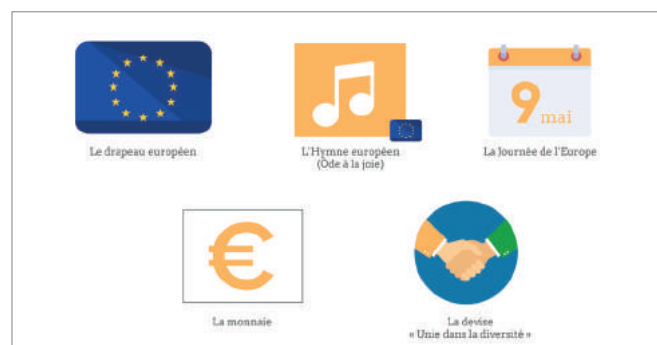 9 mai
Le drapeau européen
L'Hymne européen
(Ode à la joie)
La Journée de l'Europe
€
La monnaie
La devise
« Unie dans la diversité »